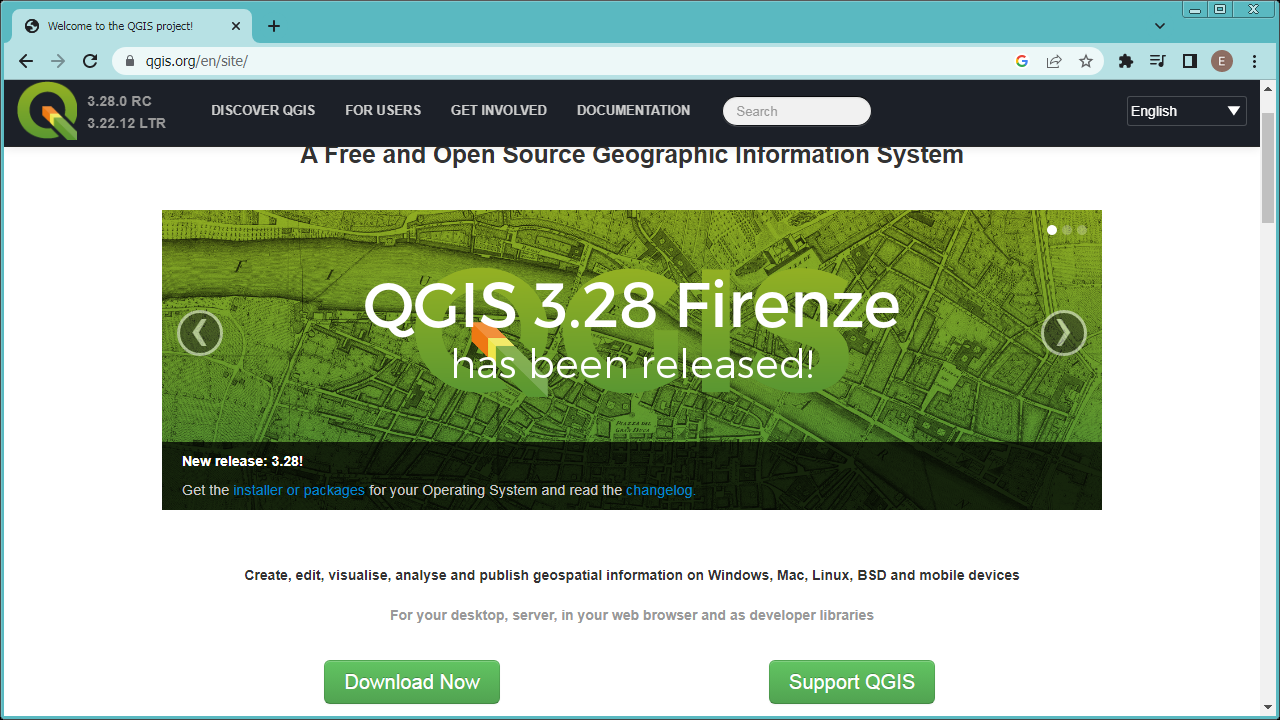 Welcome to the QGIS project!
qgis.org/en/site/
E
3.28.0 RC
3.22.12 LTR
DISCOVER QGIS
FOR USERS
GET INVOLVED
DOCUMENTATION
Search
English
A Free and Open Source Geographic Information System
QGIS 3.28 Firenze
has been released!
New release: 3.28!
Get the installer or packages for your Operating System and read the changelog.
Create, edit, visualise, analyse and publish geospatial information on Windows, Mac, Linux, BSD and mobile devices
For your desktop, server, in your web browser and as developer libraries
Download Now
Support QGIS